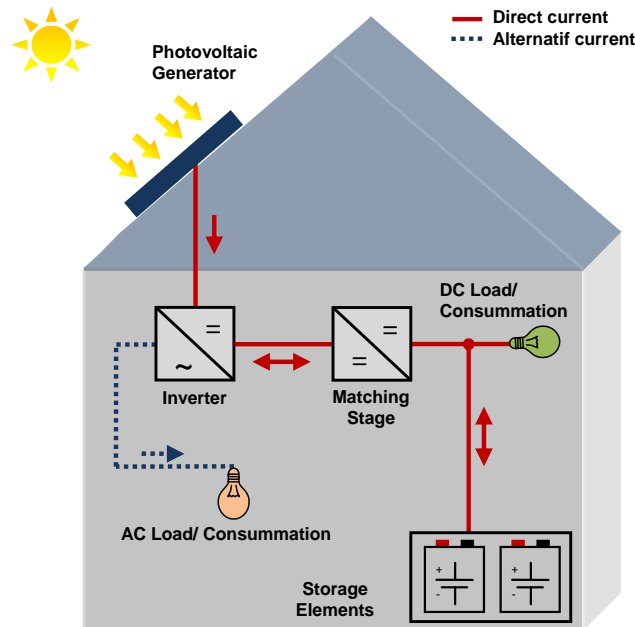 Direct current
Alternatif current
Photovoltaic
Generator
DC Load/
Consummation
=
~
=
=
Inverter
Matching
Stage
AC Load/ Consummation
+
-
+
-
Storage
Elements